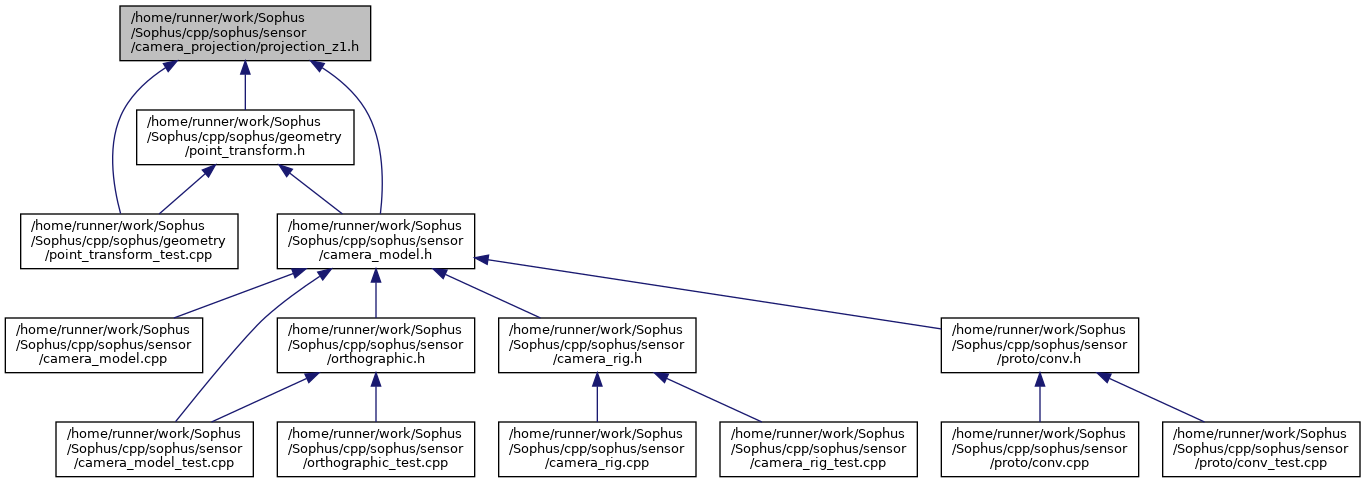 /home/runner/work/Sophus
/Sophus/cpp/sophus/sensor
/camera_projection/projection_z1.h
/home/runner/work/Sophus
/Sophus/cpp/sophus/geometry
/point_transform.h
/home/runner/work/Sophus
/Sophus/cpp/sophus/geometry
/point_transform_test.cpp
/home/runner/work/Sophus
/Sophus/cpp/sophus/sensor
/camera_model.h
/home/runner/work/Sophus
/Sophus/cpp/sophus/sensor
/camera_model.cpp
/home/runner/work/Sophus
/Sophus/cpp/sophus/sensor
/orthographic.h
/home/runner/work/Sophus
/Sophus/cpp/sophus/sensor
/camera_rig.h
/home/runner/work/Sophus
/Sophus/cpp/sophus/sensor
/proto/conv.h
/home/runner/work/Sophus
/Sophus/cpp/sophus/sensor
/camera_model_test.cpp
/home/runner/work/Sophus
/Sophus/cpp/sophus/sensor
/orthographic_test.cpp
/home/runner/work/Sophus
/Sophus/cpp/sophus/sensor
/camera_rig.cpp
/home/runner/work/Sophus
/Sophus/cpp/sophus/sensor
/camera_rig_test.cpp
/home/runner/work/Sophus
/Sophus/cpp/sophus/sensor
/proto/conv.cpp
/home/runner/work/Sophus
/Sophus/cpp/sophus/sensor
/proto/conv_test.cpp